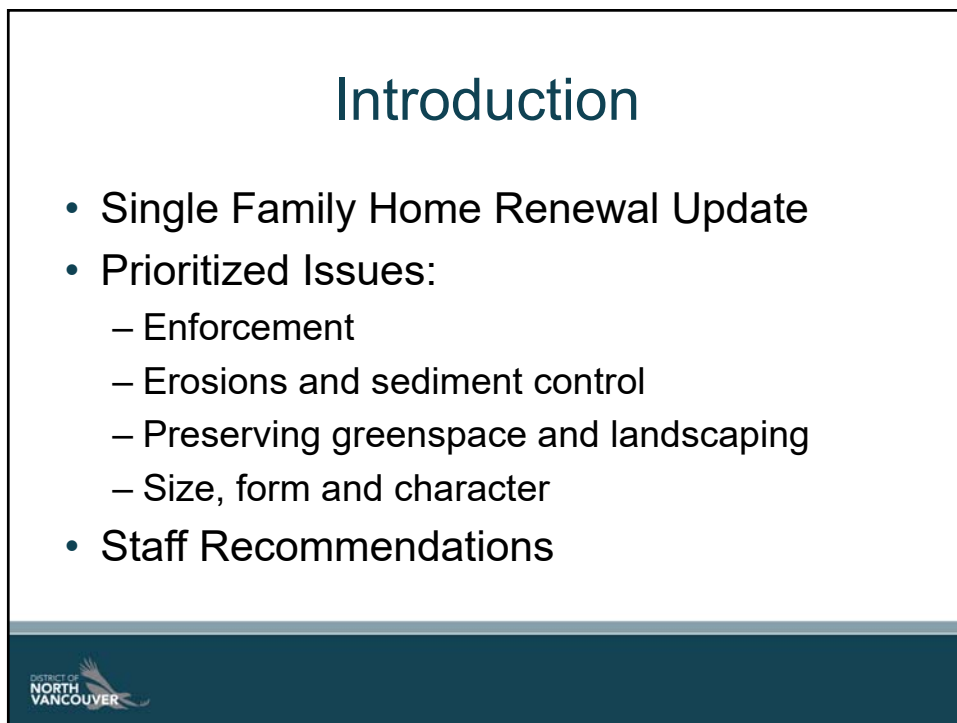 Introduction
• Single Family Home Renewal Update
• Prioritized Issues:
– Enforcement
– Erosions and sediment control
– Preserving greenspace and landscaping
– Size, form and character
• Staff Recommendations
DISTRICT OF
NORTH
VANCOUVER